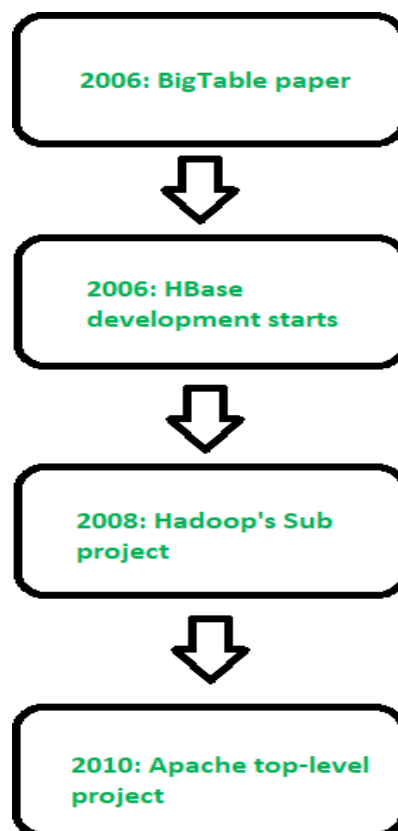 2006: BigTable paper
2006: HBase
development starts
2008: Hadoop's Sub
project
2010: Apache top-level
project